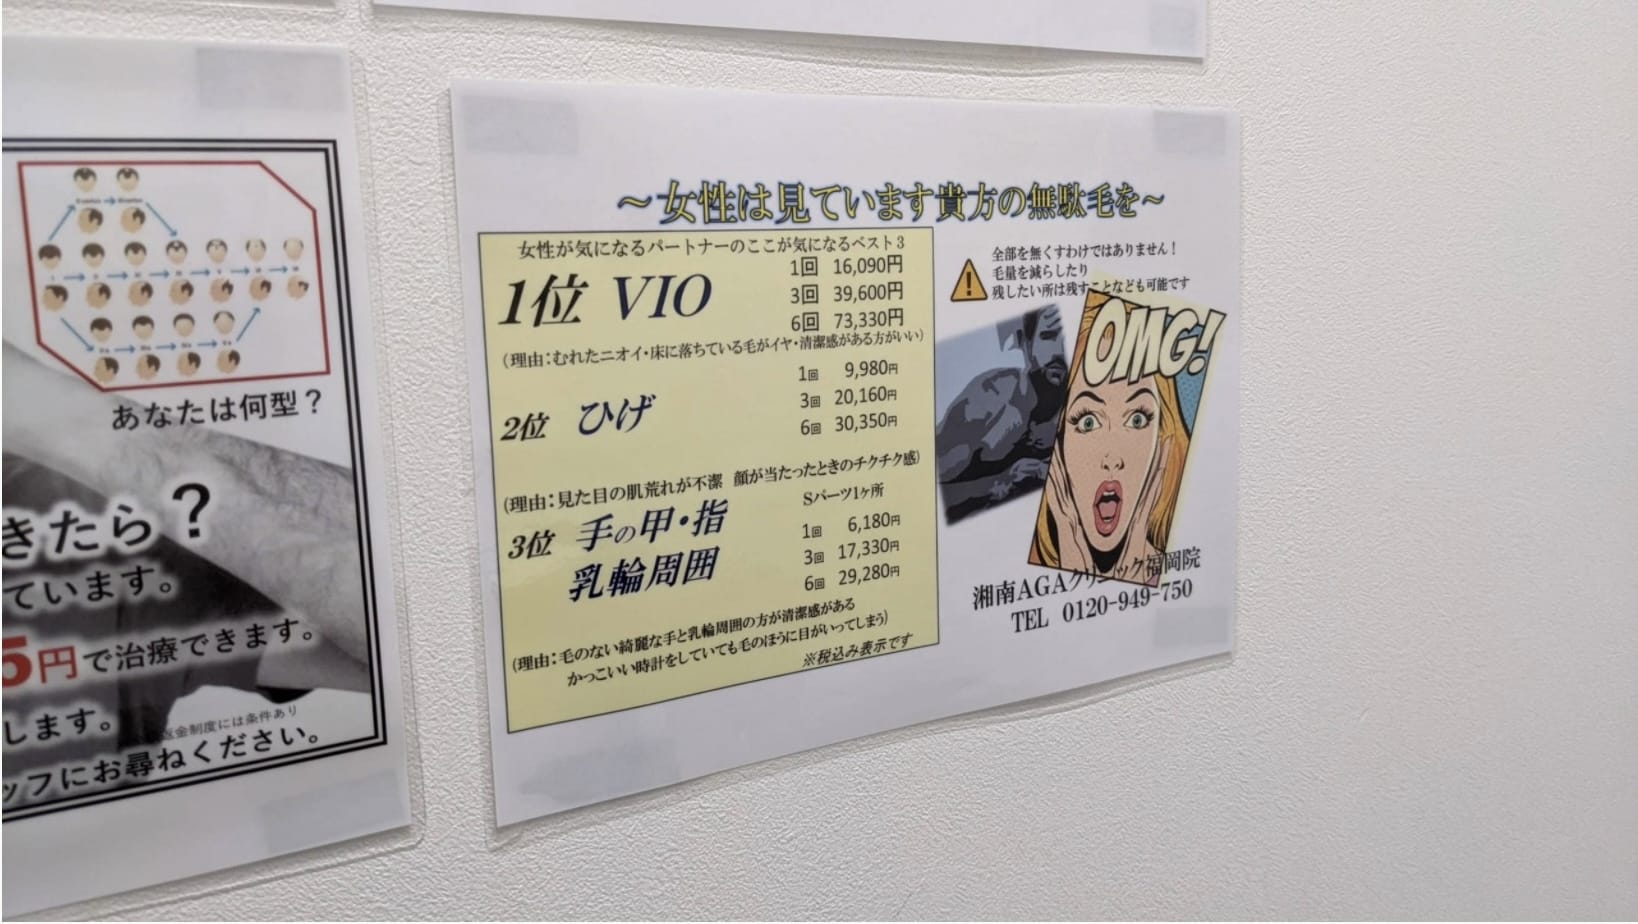 あなたは何型？
きたら？
ています。
5円で治療できます。
します。
返金制度には条件あり
ッフにお尋ねください。
～女性は見ています貴方の無駄毛を～
女性が気になるパートナーのここが気になるベスト3
1位 VIO
1回 16,090円
3回 39,600円
6回 73,330円
（理由：むれたニオイ・床に落ちている毛がイヤ・清潔感がある方がいい）
2位 ひげ
1回 9,980円
3回 20,160円
6回 30,350円
（理由：見た目の肌荒れが不潔 顔が当たったときのチクチク感）
3位 手の甲・指
乳輪周囲
Sパーツ1ヶ所
1回 6,180円
3回 17,330円
6回 29,280円
（理由：毛のない綺麗な手と乳輪周囲の方が清潔感がある
かっこいい時計をしていても毛のほうに目がいってしまう）
※税込み表示です
全部を無くすわけではありません！
毛量を減らしたり
残したい所は残すことなども可能です
OMG!
湘南AGAクリニック福岡院
TEL 0120-949-750